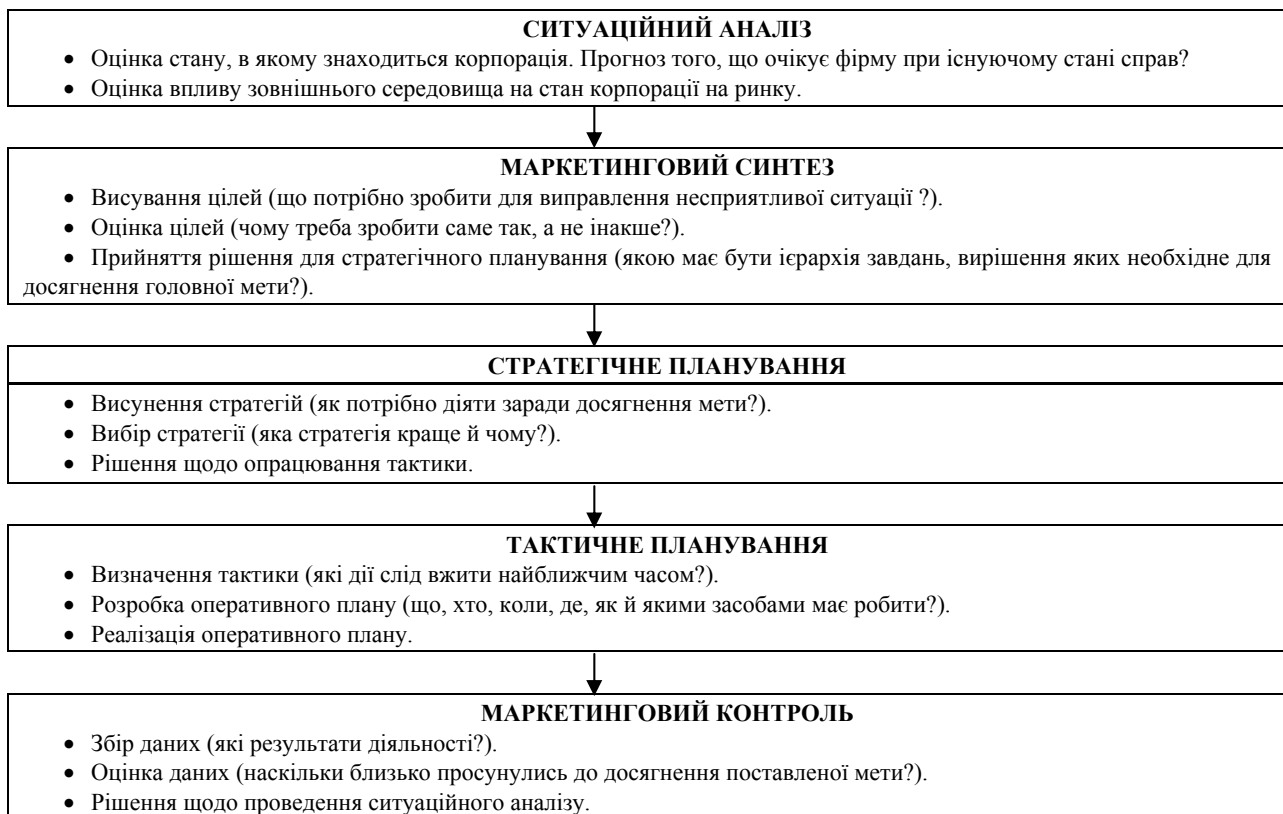 СИТУАЦІЙНИЙ АНАЛІЗ
• Оцінка стану, в якому знаходиться корпорація. Прогноз того, що очікує фірму при існуючому стані справ?
• Оцінка впливу зовнішнього середовища на стан корпорації на ринку.
МАРКЕТИНГОВИЙ СИНТЕЗ
• Висування цілей (що потрібно зробити для виправлення несприятливої ситуації ?).
• Оцінка цілей (чому треба зробити саме так, а не інакше?).
• Прийняття рішення для стратегічного планування (якою має бути ієрархія завдань, вирішення яких необхідне для
досягнення головної мети?).
СТРАТЕГІЧНЕ ПЛАНУВАННЯ
• Висунення стратегій (як потрібно діяти заради досягнення мети?).
• Вибір стратегії (яка стратегія краще й чому?).
• Рішення щодо опрацювання тактики.
ТАКТИЧНЕ ПЛАНУВАННЯ
• Визначення тактики (які дії слід вжити найближчим часом?).
• Розробка оперативного плану (що, хто, коли, де, як й якими засобами має робити?).
• Реалізація оперативного плану.
МАРКЕТИНГОВИЙ КОНТРОЛЬ
• Збір даних (які результати діяльності?).
• Оцінка даних (наскільки близько просунулись до досягнення поставленої мети?).
• Рішення щодо проведення ситуаційного аналізу.